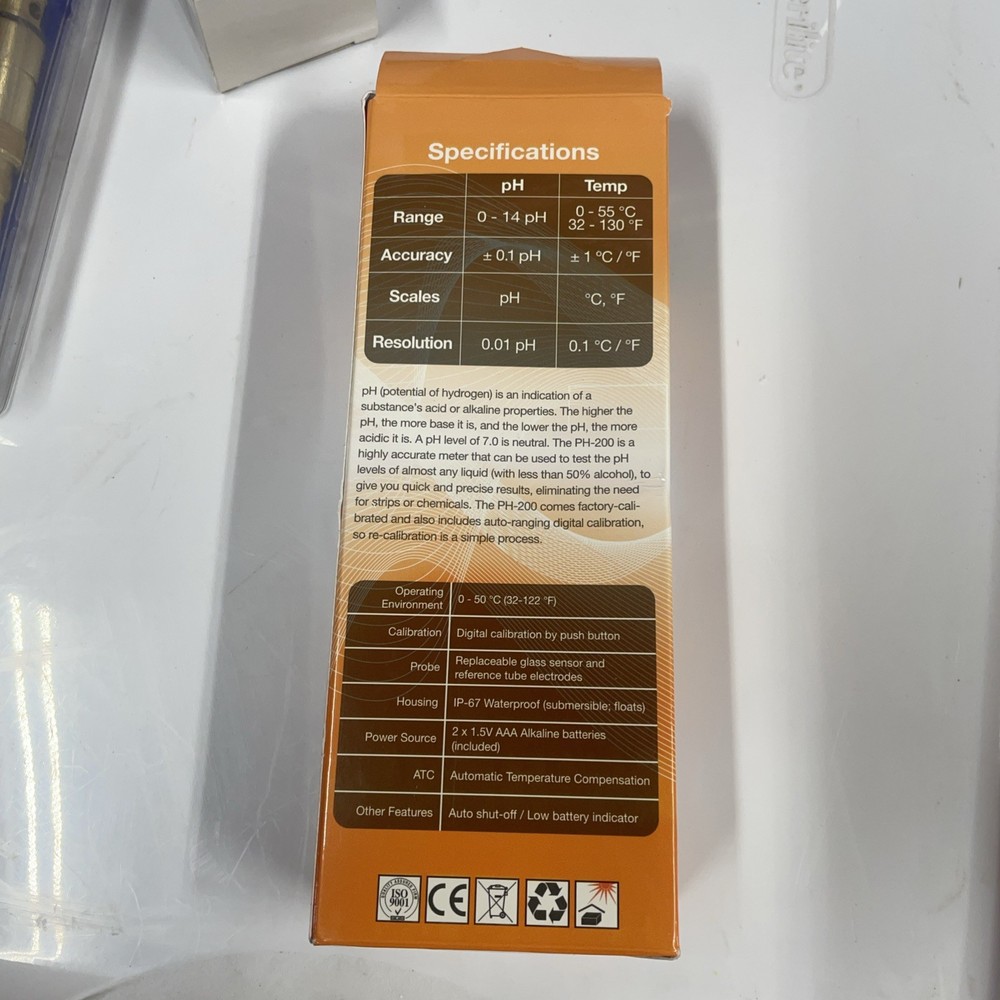 Specifications
pH Temp
Range 0 - 14 pH 0 - 55 °C
32 - 130 °F
Accuracy ± 0.1 pH ± 1 °C / °F
Scales pH °C, °F
Resolution 0.01 pH 0.1 °C / °F
pH (potential of hydrogen) is an indication of a
substance's acid or alkaline properties. The higher the
pH, the more base it is, and the lower the pH, the more
acidic it is. A pH level of 7.0 is neutral. The PH-200 is a
highly accurate meter that can be used to test the pH
levels of almost any liquid (with less than 50% alcohol), to
give you quick and precise results, eliminating the need
for strips or chemicals. The PH-200 comes factory-cali-
brated and also includes auto-ranging digital calibration,
so re-calibration is a simple process.
Operating
Environment 0 - 50 °C (32-122 °F)
Calibration Digital calibration by push button
Probe Replaceable glass sensor and
reference tube electrodes
Housing IP-67 Waterproof (submersible; floats)
Power Source 2 x 1.5V AAA Alkaline batteries
(included)
ATC Automatic Temperature Compensation
Other Features Auto shut-off / Low battery indicator
ISO
9001
CE